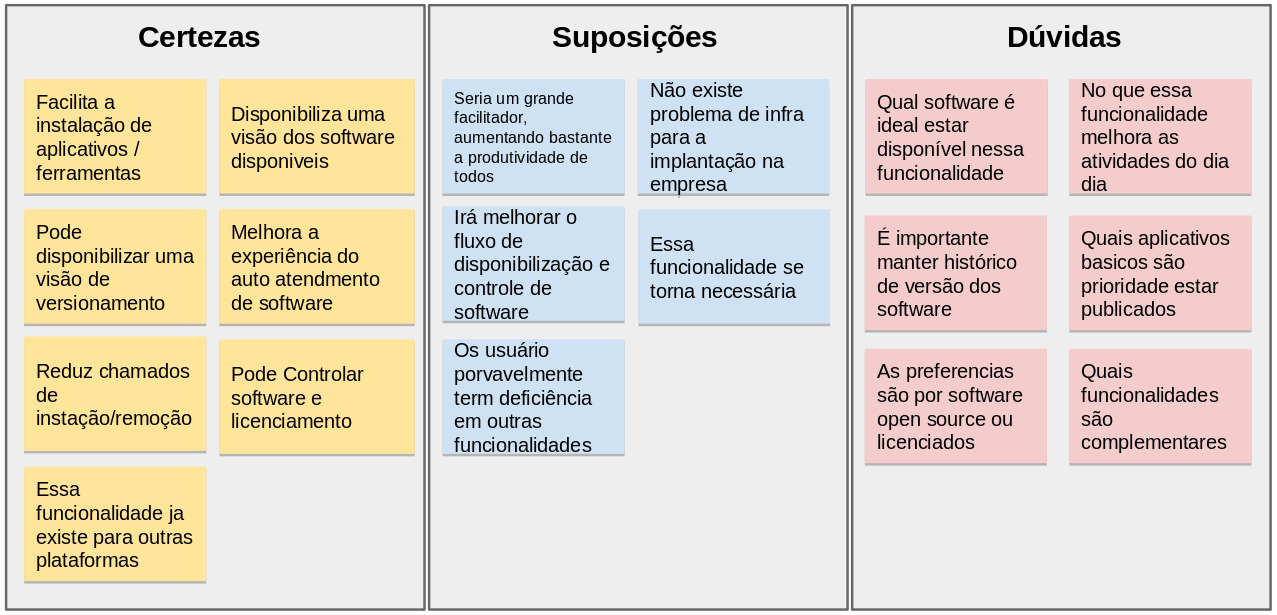 Certezas
Facilita a
instalação de
aplicativos /
ferramentas
Disponibiliza uma
visão dos software
disponiveis
Pode
disponibilizar uma
visão de
versionamento
Melhora a
experiência do
auto atendmento
de software
Reduz chamados
de
instação/remoção
Pode Controlar
software e
licenciamento
Essa
funcionalidade ja
existe para outras
plataformas
Suposições
Seria um grande
facilitador,
aumentando bastante
a produtividade de
todos
Não existe
problema de infra
para a
implantação na
empresa
Irá melhorar o
fluxo de
disponibilização e
controle de
software
Essa
funcionalidade se
torna necessária
Os usuário
porvavelmente
term deficiência
em outras
funcionalidades
Dúvidas
Qual software é
ideal estar
disponível nessa
funcionalidade
No que essa
funcionalidade
melhora as
atividades do dia
dia
É importante
manter histórico
de versão dos
software
Quais aplicativos
basicos são
prioridade estar
publicados
As preferencias
são por software
open source ou
licenciados
Quais
funcionalidades
são
complementares